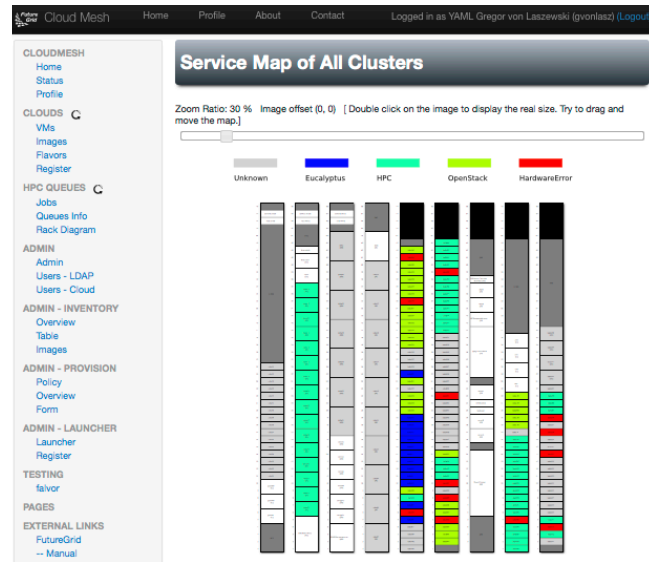 Future Grid Cloud Mesh Home Profile About Contact Logged in as YAML Gregor von Laszewski (gvonlasz) (Logout)
CLOUDMESH
Home
Status
Profile
CLOUDS
VMs
Images
Flavors
Register
HPC QUEUES
Jobs
Queues Info
Rack Diagram
ADMIN
Admin
Users - LDAP
Users - Cloud
ADMIN - INVENTORY
Overview
Table
Images
ADMIN - PROVISION
Policy
Overview
Form
ADMIN - LAUNCHER
Launcher
Register
TESTING
faivor
PAGES
EXTERNAL LINKS
FutureGrid
-- Manual
Service Map of All Clusters
Zoom Ratio: 30 % Image offset (0, 0) [ Double click on the image to display the real size. Try to drag and
move the map.]
Unknown Eucalyptus HPC OpenStack HardwareError